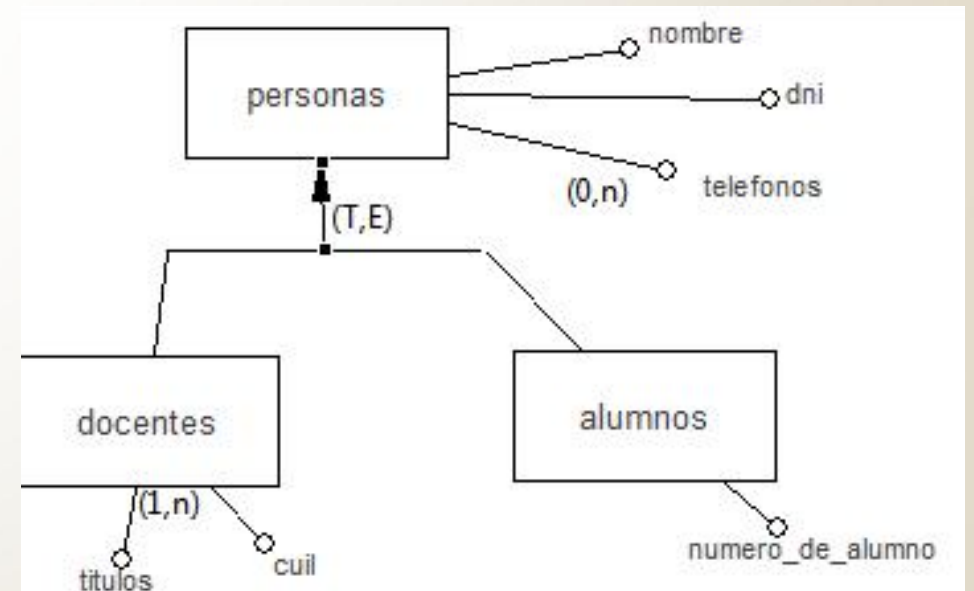 nombre
personas
dni
(0,n)
telefonos
(T,E)
docentes
alumnos
(1,n)
titulos
cuil
numero_de_alumno